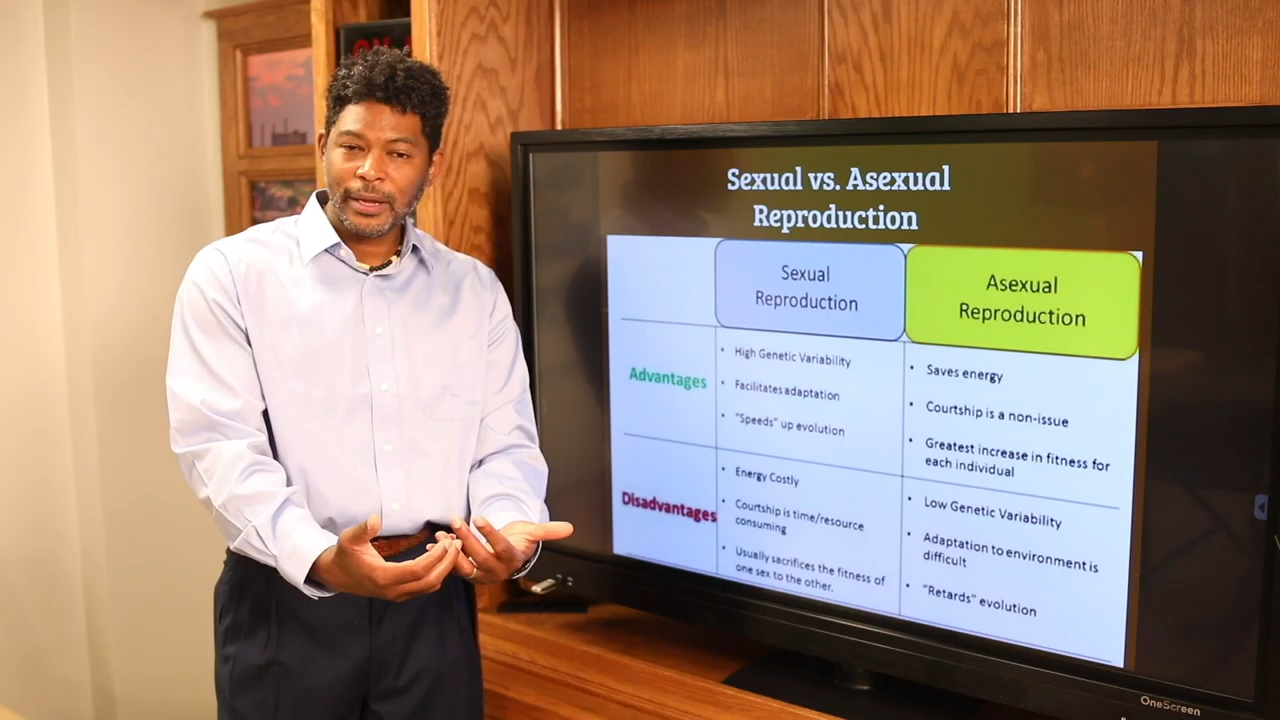 Sexual vs. Asexual
Reproduction
Sexual
Reproduction
Asexual
Reproduction
Advantages
• High Genetic Variability
• Facilitates adaptation
• "Speeds" up evolution
• Saves energy
• Courtship is a non-issue
• Greatest increase in fitness for
each individual
Disadvantages
• Energy Costly
• Courtship is time/resource
consuming
• Usually sacrifices the fitness of
one sex to the other.
• Low Genetic Variability
• Adaptation to environment is
difficult
• "Retards" evolution
OneScreen